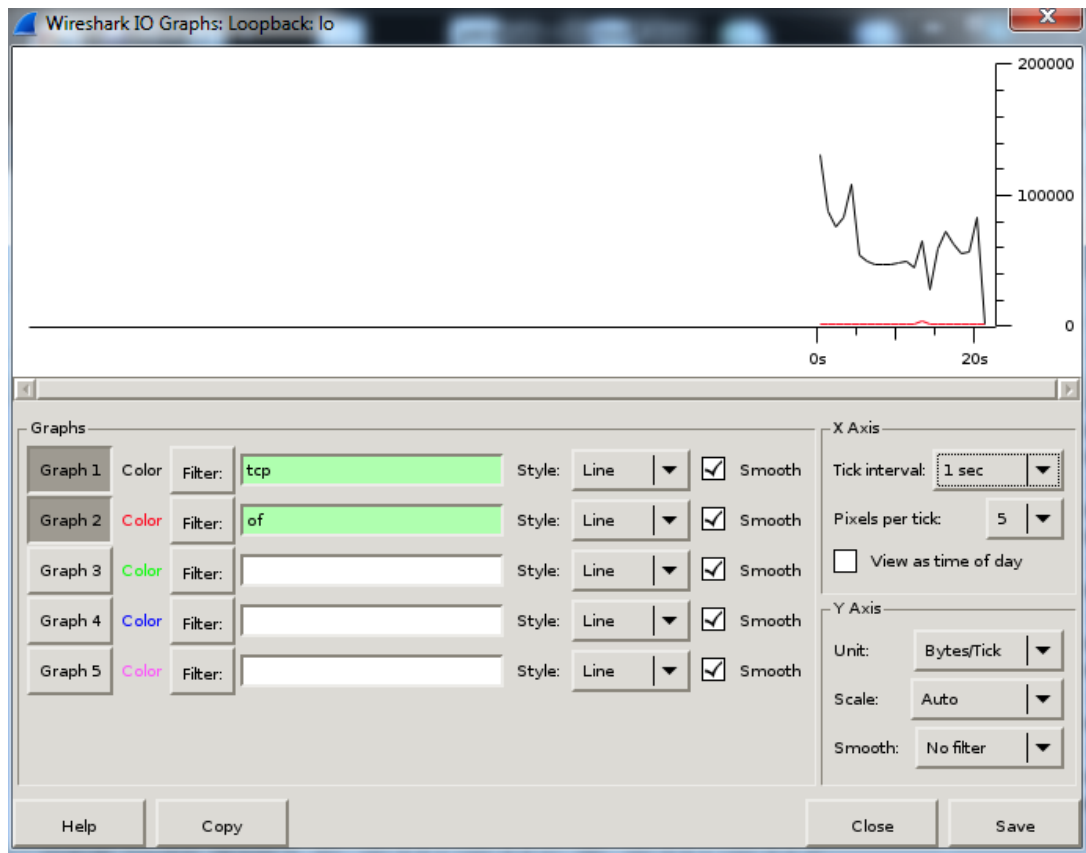 Wireshark IO Graphs: Loopback: lo
X
200000
100000
0
0s 20s
Graphs
Graph 1 Color Filter: tcp Style: Line Smooth
Graph 2 Color Filter: of Style: Line Smooth
Graph 3 Color Filter: Style: Line Smooth
Graph 4 Color Filter: Style: Line Smooth
Graph 5 Color Filter: Style: Line Smooth
X Axis
Tick interval: 1 sec
Pixels per tick: 5
View as time of day
Y Axis
Unit: Bytes/Tick
Scale: Auto
Smooth: No filter
Help Copy Close Save